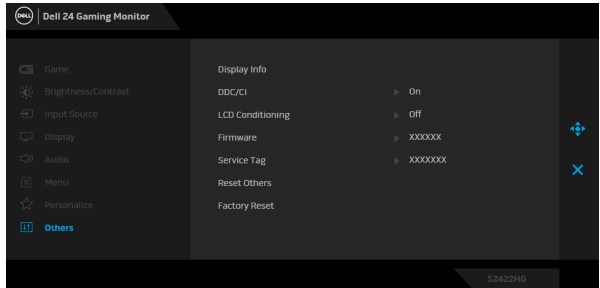 DELL
Dell 24 Gaming Monitor
Game
Brightness/Contrast
Input Source
Display
Audio
Menu
Personalize
Others
Display Info
DDC/CI On
LCD Conditioning Off
Firmware XXXXXX
Service Tag XXXXXXX
Reset Others
Factory Reset
S2422HG